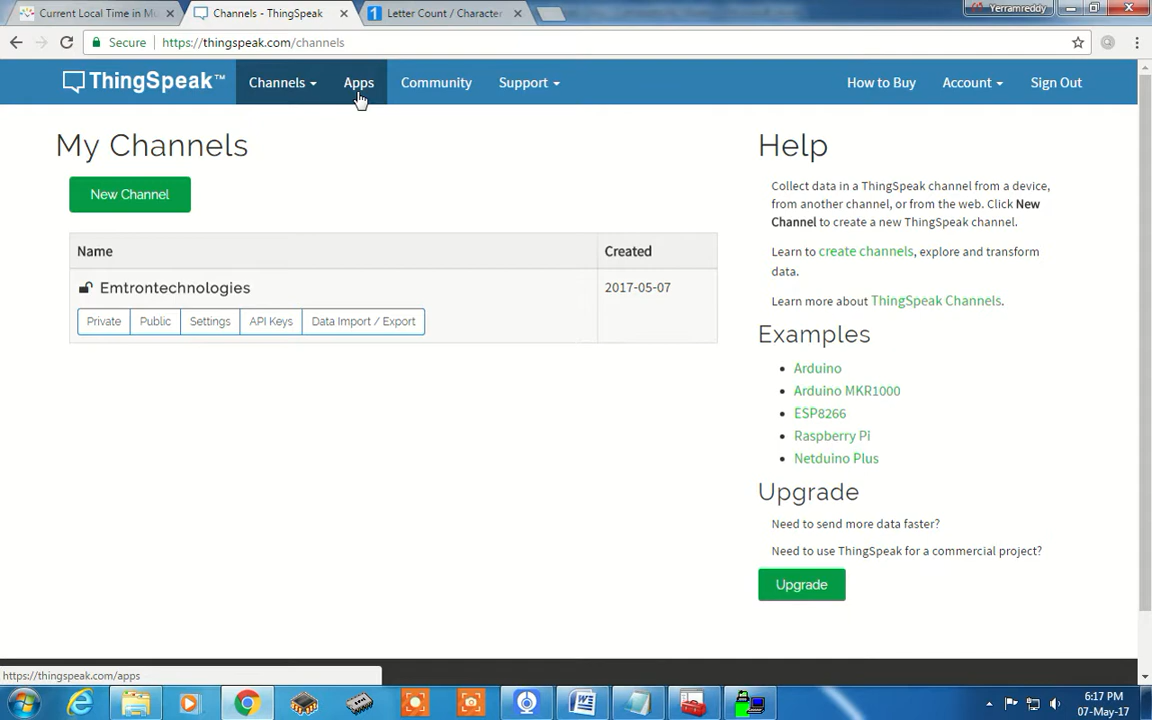 Current Local Time in Mu
Channels - ThingSpeak
1 Letter Count / Character
Yerramreddy
Secure https://thingspeak.com/channels
ThingSpeak™ Channels Apps Community Support How to Buy Account Sign Out
My Channels
New Channel
Name Created
Emtrontechnologies 2017-05-07
Private Public Settings API Keys Data Import / Export
Help
Collect data in a ThingSpeak channel from a device,
from another channel, or from the web. Click New
Channel to create a new ThingSpeak channel.
Learn to create channels, explore and transform
data.
Learn more about ThingSpeak Channels.
Examples
Arduino
Arduino MKR1000
ESP8266
Raspberry Pi
Netduino Plus
Upgrade
Need to send more data faster?
Need to use ThingSpeak for a commercial project?
Upgrade
https://thingspeak.com/apps
6:17 PM
07-May-17